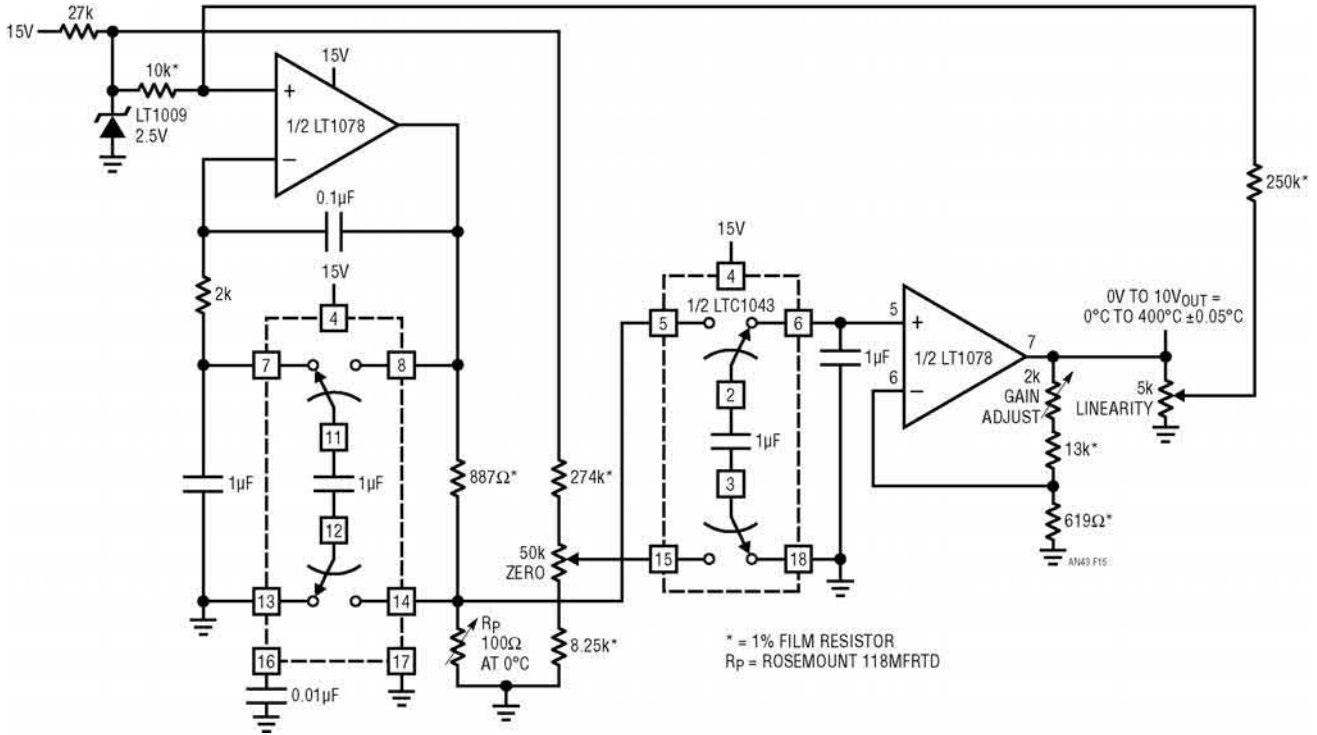 27k
15V
10k*
LT1009
2.5V
15V
+
1/2 LT1078
−
0.1µF
2k
15V
4
7
8
11
1µF
1µF
12
13
14
16
17
0.01µF
887Ω*
RP
100Ω
AT 0°C
274k*
50k
ZERO
8.25k*
15V
4
1/2 LTC1043
5
6
2
1µF
3
15
18
1µF
5
+
1/2 LT1078
6
−
7
2k
GAIN
ADJUST
13k*
619Ω*
AN43 F15
0V TO 10VOUT =
0°C TO 400°C ±0.05°C
5k
LINEARITY
250k*
* = 1% FILM RESISTOR
RP = ROSEMOUNT 118MFRTD